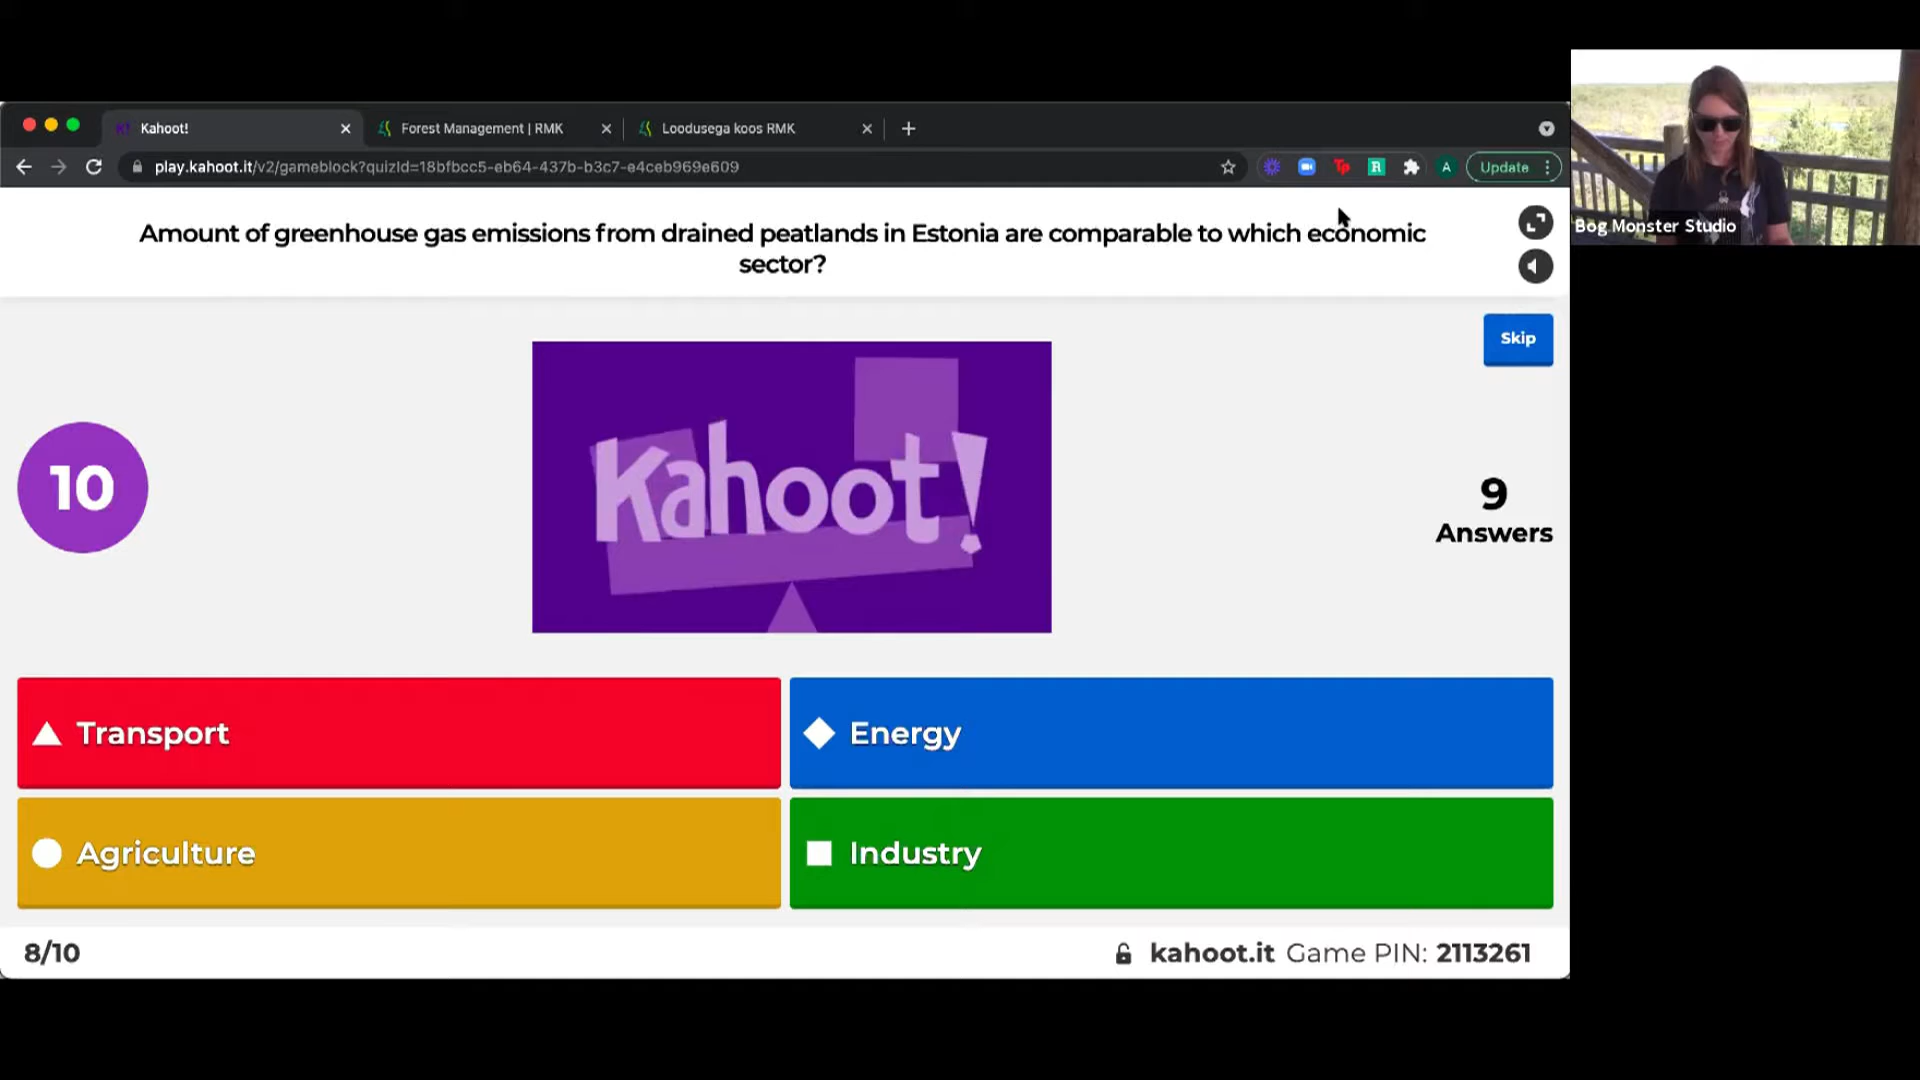 Kahoot!
Forest Management | RMK
Loodusega koos RMK
play.kahoot.it/v2/gameblock?quizId=18bfbcc5-eb64-437b-b3c7-e4ceb969e609
Tp
R
A
Update
Bog Monster Studio
Amount of greenhouse gas emissions from drained peatlands in Estonia are comparable to which economic
sector?
Skip
10
Kahoot!
9
Answers
Transport
Energy
Agriculture
Industry
8/10
kahoot.it Game PIN: 2113261